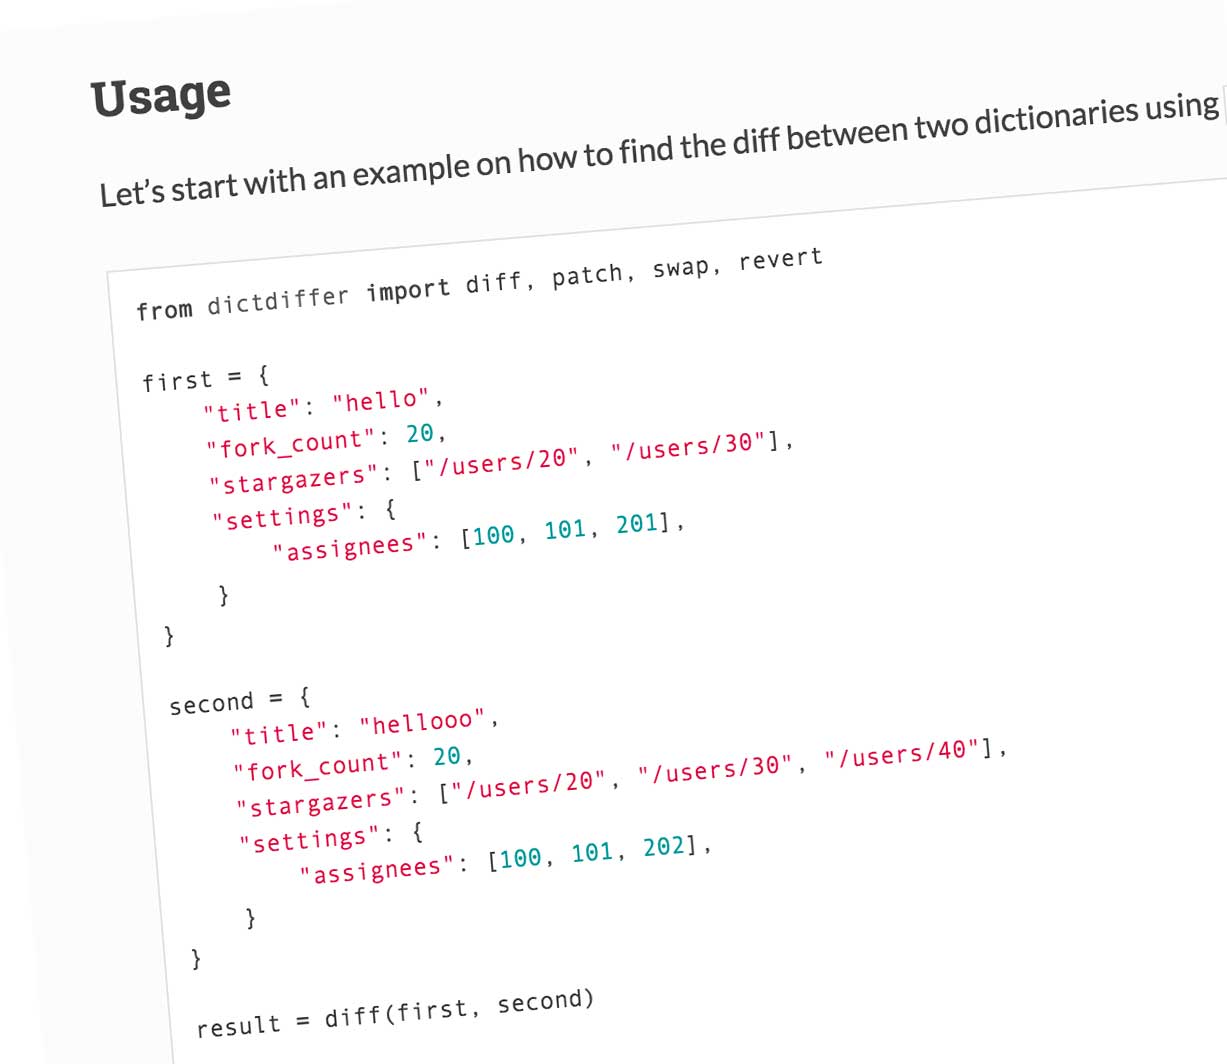 Usage
Let’s start with an example on how to find the diff between two dictionaries using
from dictdiffer import diff, patch, swap, revert
first = {
    "title": "hello",
    "fork_count": 20,
    "stargazers": ["/users/20", "/users/30"],
    "settings": {
        "assignees": [100, 101, 201],
    }
}
second = {
    "title": "hellooo",
    "fork_count": 20,
    "stargazers": ["/users/20", "/users/30", "/users/40"],
    "settings": {
        "assignees": [100, 101, 202],
    }
}
result = diff(first, second)